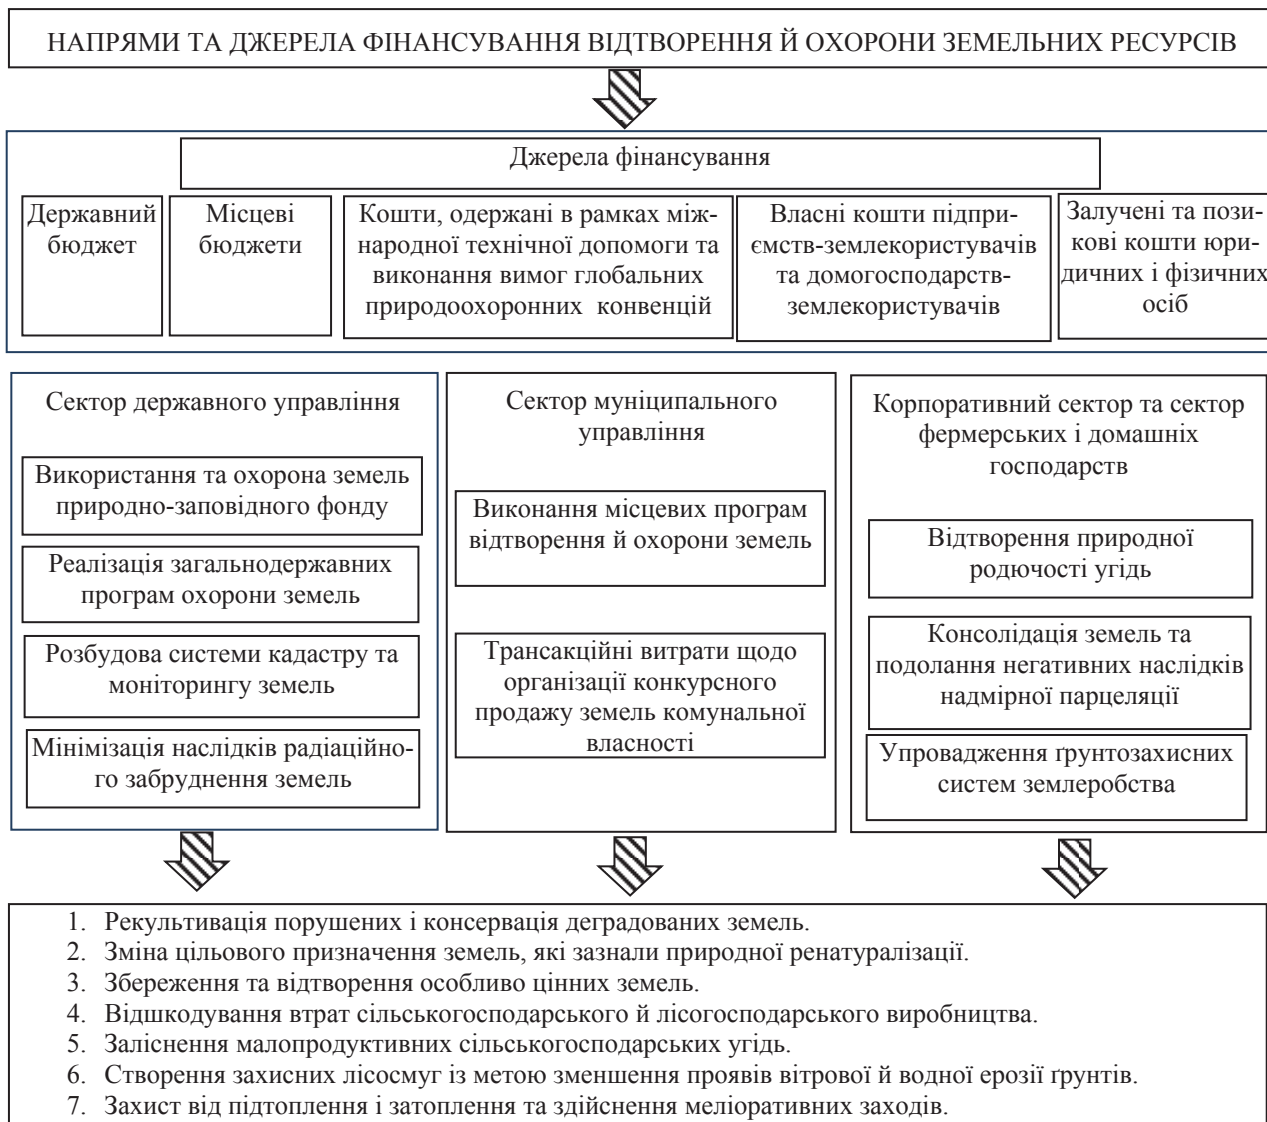 НАПРЯМИ ТА ДЖЕРЕЛА ФІНАНСУВАННЯ ВІДТВОРЕННЯ Й ОХОРОНИ ЗЕМЕЛЬНИХ РЕСУРСІВ
Джерела фінансування
Державний
бюджет
Місцеві
бюджети
Кошти, одержані в рамках між-
народної технічної допомоги та
виконання вимог глобальних
природоохоронних конвенцій
Власні кошти підпри-
ємств-землекористувачів
та домогосподарств-
землекористувачів
Залучені та пози-
кові кошти юри-
дичних і фізичних
осіб
Сектор державного управління
Використання та охорона земель
природно-заповідного фонду
Реалізація загальнодержавних
програм охорони земель
Розбудова системи кадастру та
моніторингу земель
Мінімізація наслідків радіаційно-
го забруднення земель
Сектор муніципального
управління
Виконання місцевих програм
відтворення й охорони земель
Трансакційні витрати щодо
організації конкурсного
продажу земель комунальної
власності
Корпоративний сектор та сектор
фермерських і домашніх
господарств
Відтворення природної
родючості угідь
Консолідація земель та
подолання негативних наслідків
надмірної парцеляції
Упровадження ґрунтозахисних
систем землеробства
1. Рекультивація порушених і консервація деградованих земель.
2. Зміна цільового призначення земель, які зазнали природної ренатуралізації.
3. Збереження та відтворення особливо цінних земель.
4. Відшкодування втрат сільськогосподарського й лісогосподарського виробництва.
5. Заліснення малопродуктивних сільськогосподарських угідь.
6. Створення захисних лісосмуг із метою зменшення проявів вітрової й водної ерозії ґрунтів.
7. Захист від підтоплення і затоплення та здійснення меліоративних заходів.